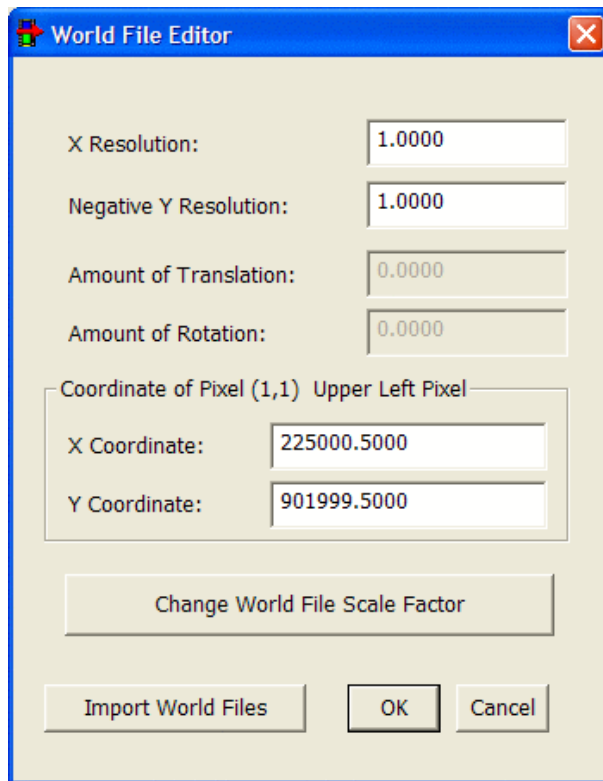 World File Editor
X Resolution: 1.0000
Negative Y Resolution: 1.0000
Amount of Translation: 0.0000
Amount of Rotation: 0.0000
Coordinate of Pixel (1,1)  Upper Left Pixel
X Coordinate: 225000.5000
Y Coordinate: 901999.5000
Change World File Scale Factor
Import World Files OK Cancel